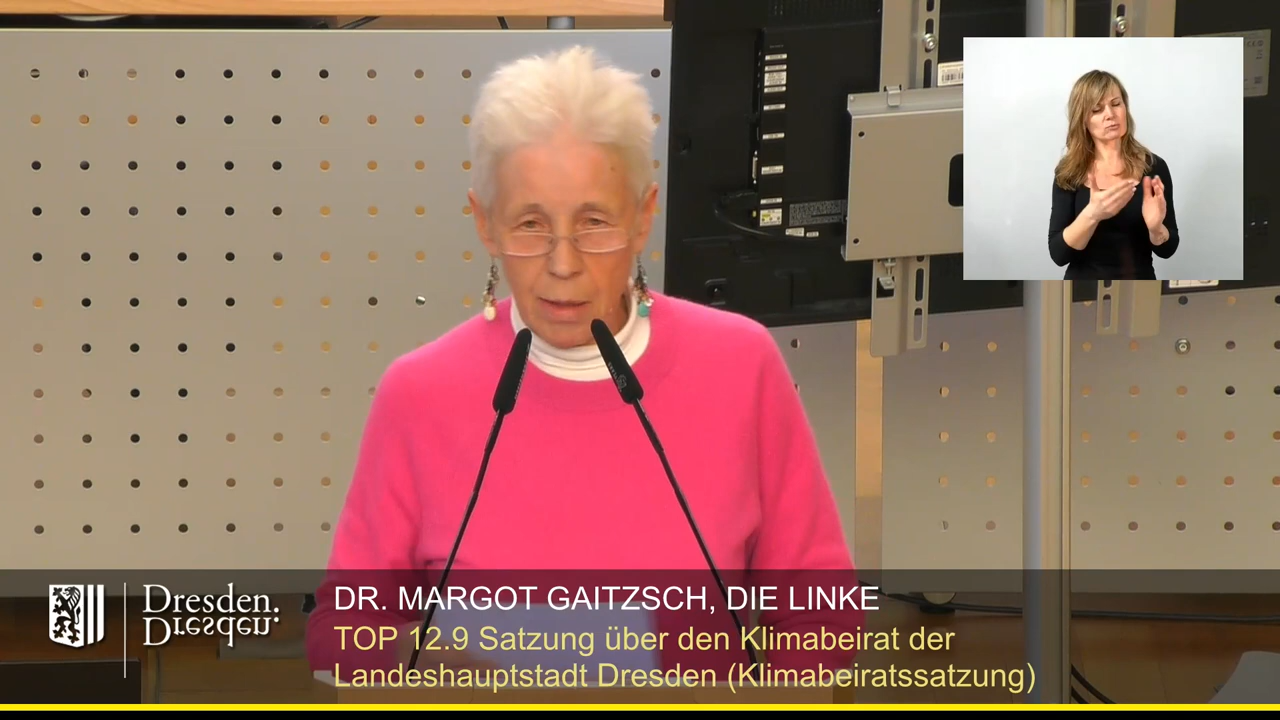 Dresden.
Dresden.
DR. MARGOT GAITZSCH, DIE LINKE
TOP 12.9 Satzung über den Klimabeirat der
Landeshauptstadt Dresden (Klimabeiratssatzung)